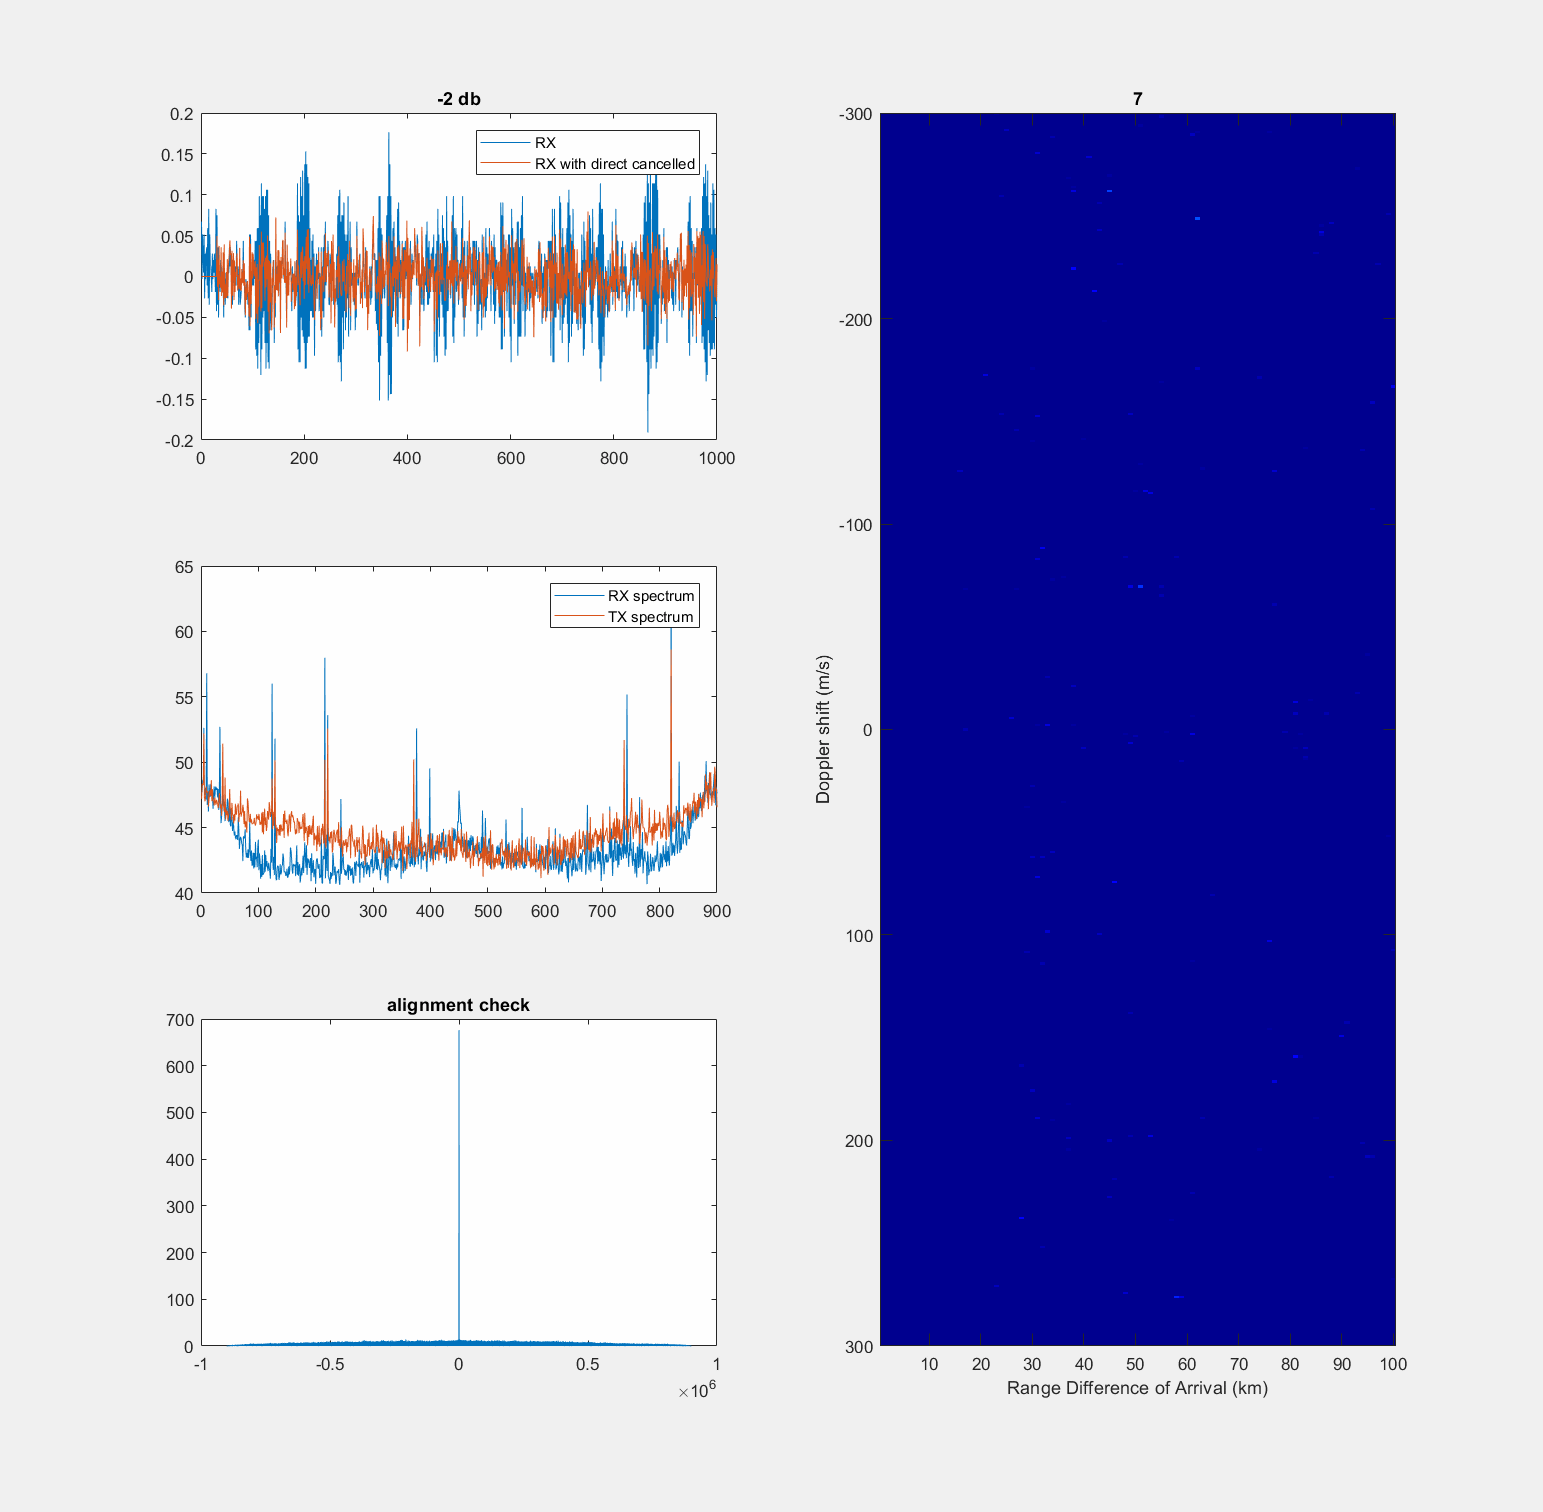 -2 db
0.2
0.15
0.1
0.05
0
-0.05
-0.1
-0.15
-0.2
0 200 400 600 800 1000
RX
RX with direct cancelled
65
60
55
50
45
40
0 100 200 300 400 500 600 700 800 900
RX spectrum
TX spectrum
alignment check
700
600
500
400
300
200
100
0
-1 -0.5 0 0.5 1
×10^6
7
-300
-200
-100
0
100
200
300
Doppler shift (m/s)
10 20 30 40 50 60 70 80 90 100
Range Difference of Arrival (km)